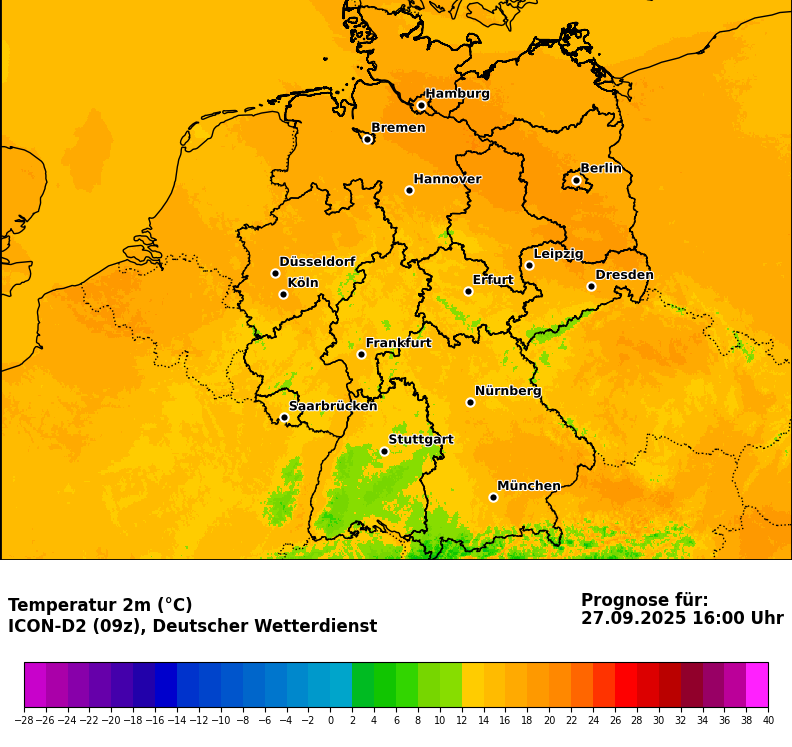 Hamburg
Bremen
Berlin
Hannover
Leipzig
Düsseldorf
Dresden
Köln
Erfurt
Frankfurt
Nürnberg
Saarbrücken
Stuttgart
München
Temperatur 2m (°C)
ICON-D2 (09z), Deutscher Wetterdienst
Prognose für:
27.09.2025 16:00 Uhr
−28 −26 −24 −22 −20 −18 −16 −14 −12 −10 −8 −6 −4 −2 0 2 4 6 8 10 12 14 16 18 20 22 24 26 28 30 32 34 36 38 40